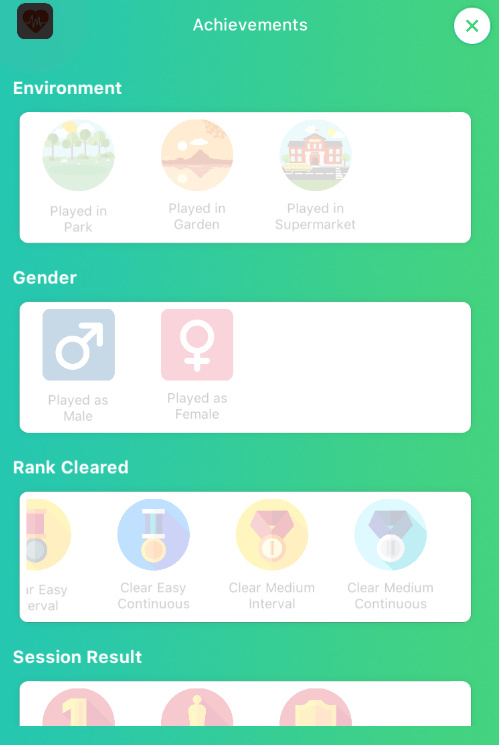 Achievements
Environment
Played in
Park
Played in
Garden
Played in
Supermarket
Gender
Played as
Male
Played as
Female
Rank Cleared
Easy
Clear Easy
Continuous
Clear Medium
Interval
Clear Medium
Continuous
Session Result
1